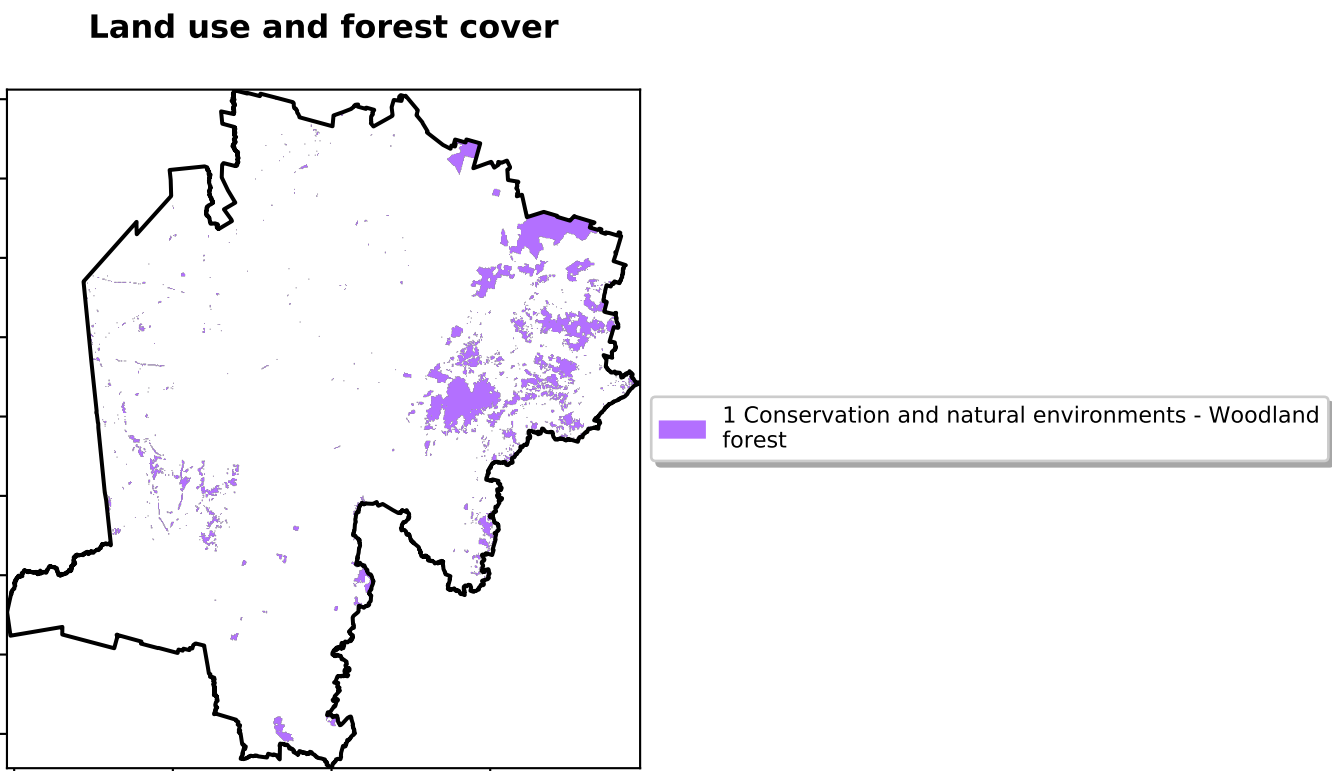 Land use and forest cover
1 Conservation and natural environments - Woodland
forest